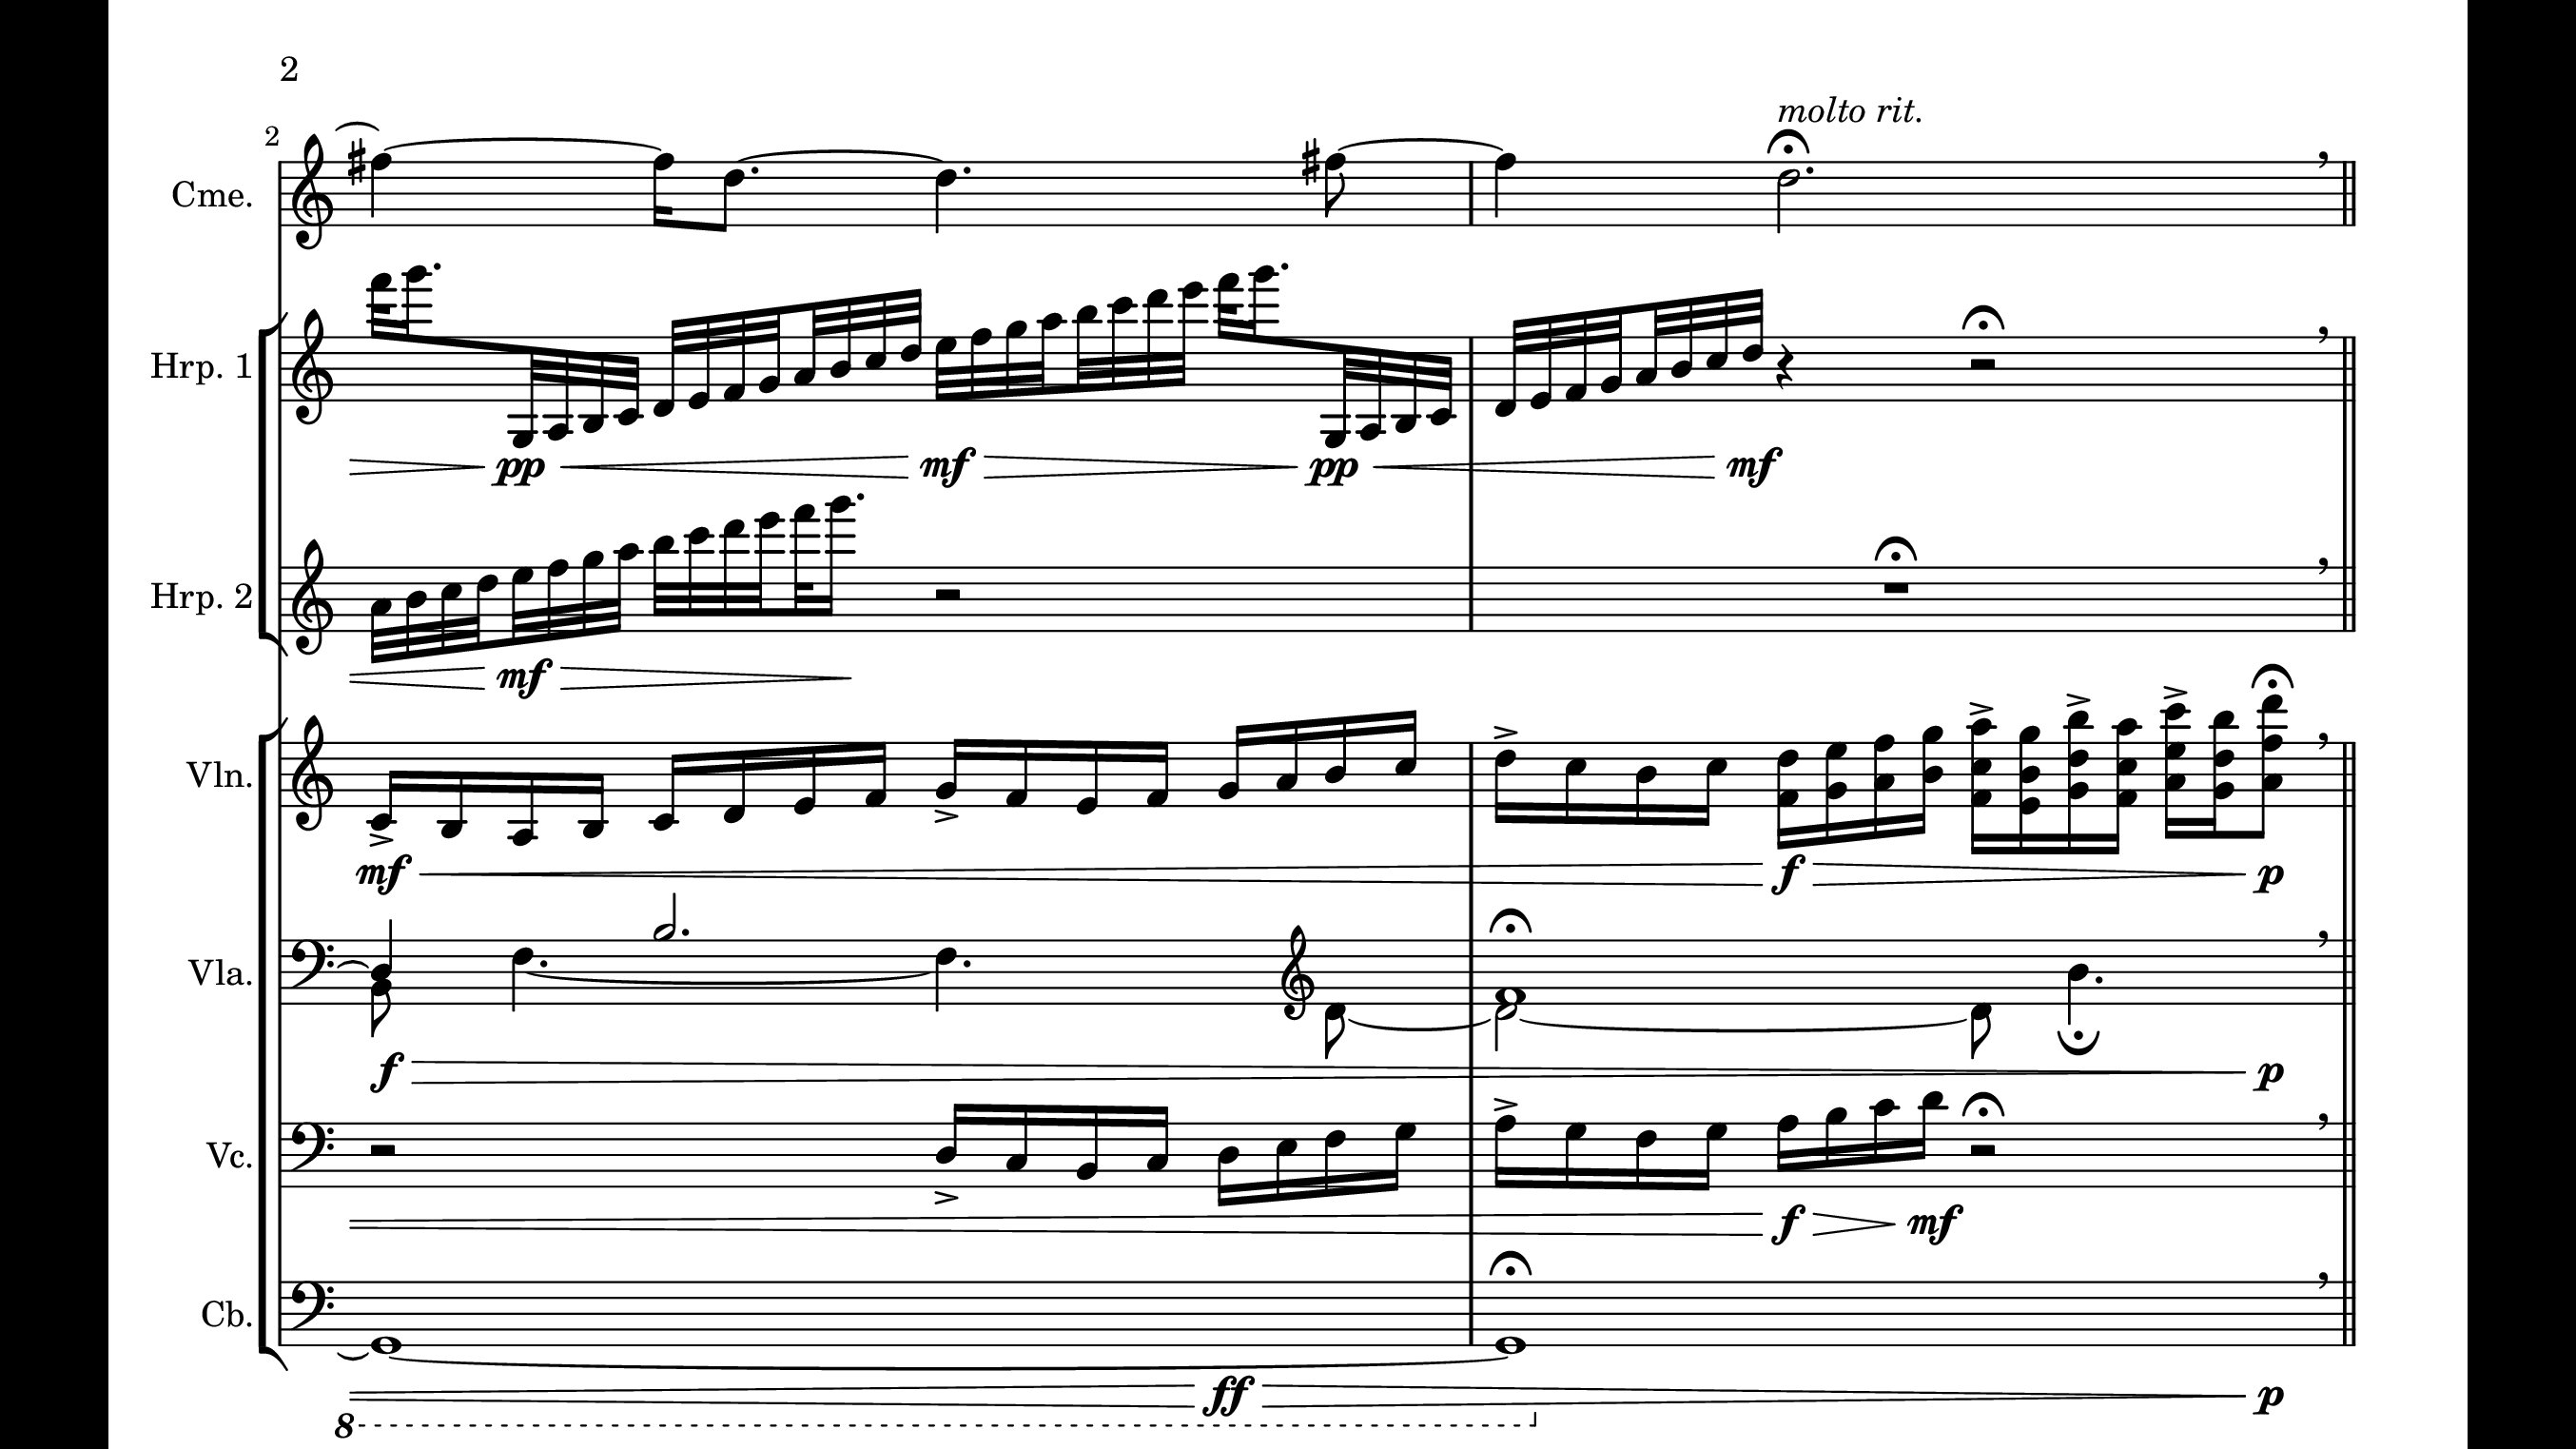 2
molto rit.
2
Cme.
Hrp. 1
pp mf pp mf
Hrp. 2
mf
Vln.
mf f p
Vla.
f p
Vc.
f mf
Cb.
ff p
8